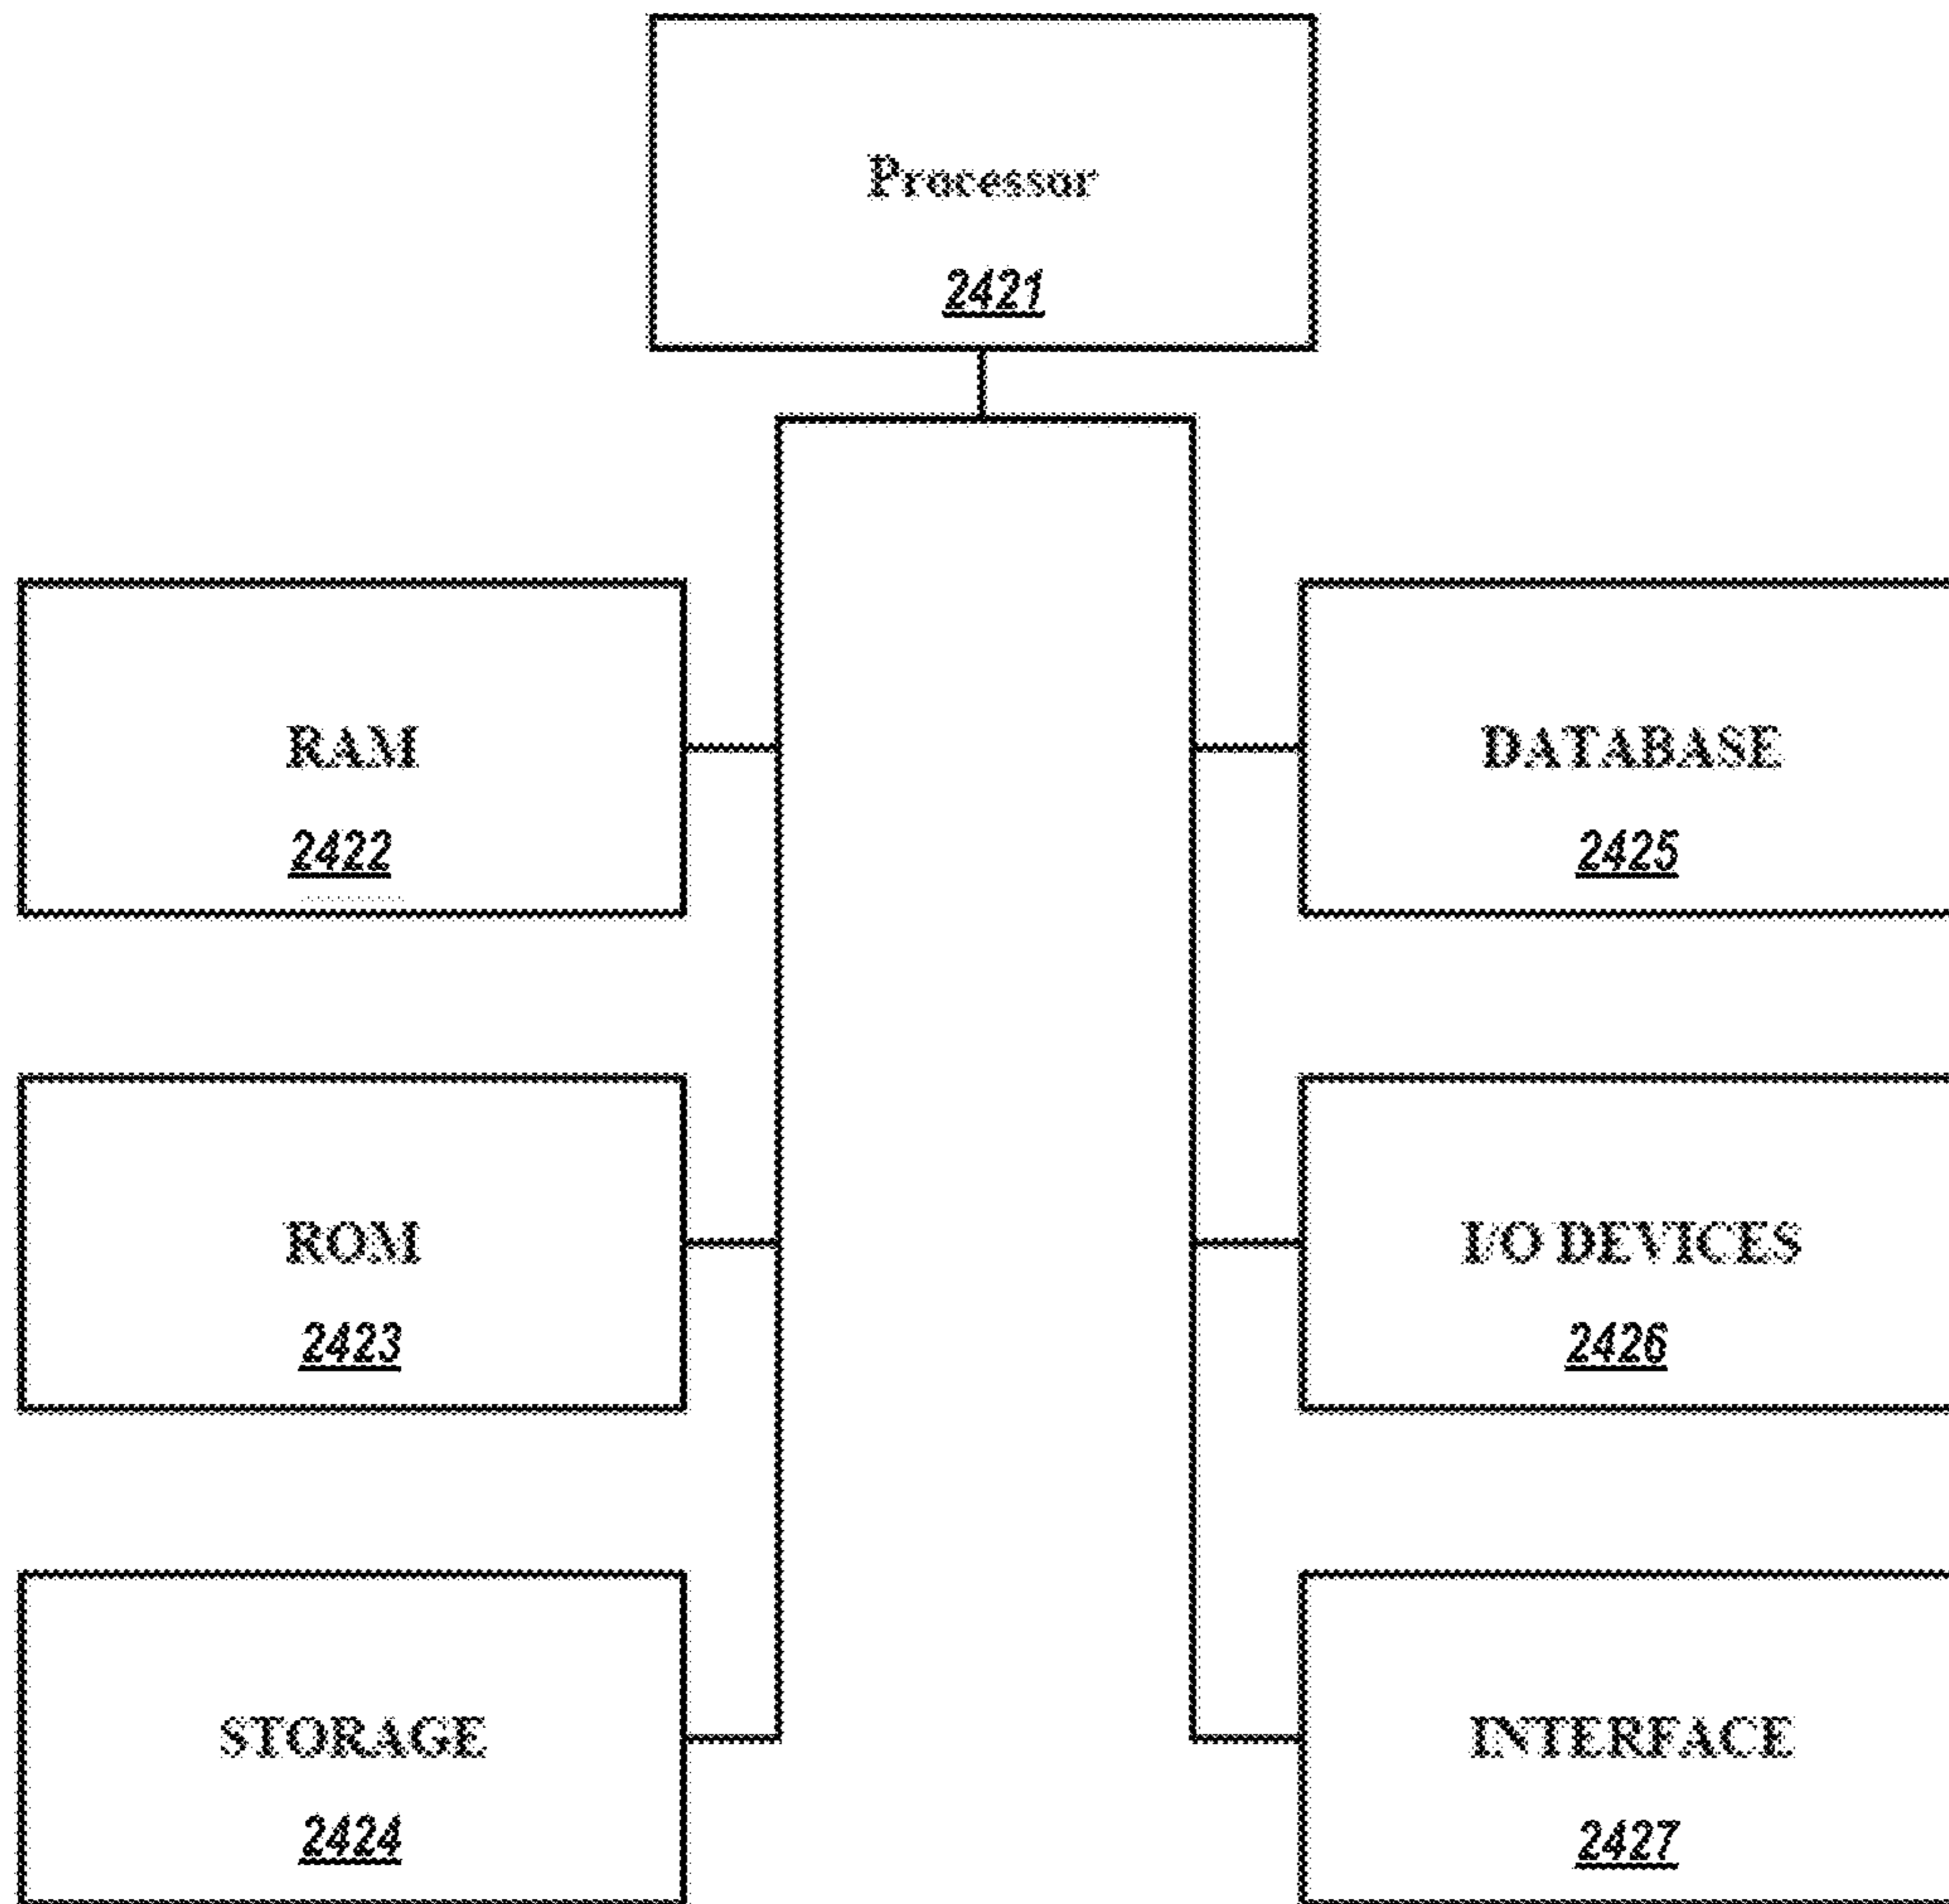 Processor
2421
RAM
2422
DATABASE
2425
ROM
2423
I/O DEVICES
2426
STORAGE
2424
INTERFACE
2427